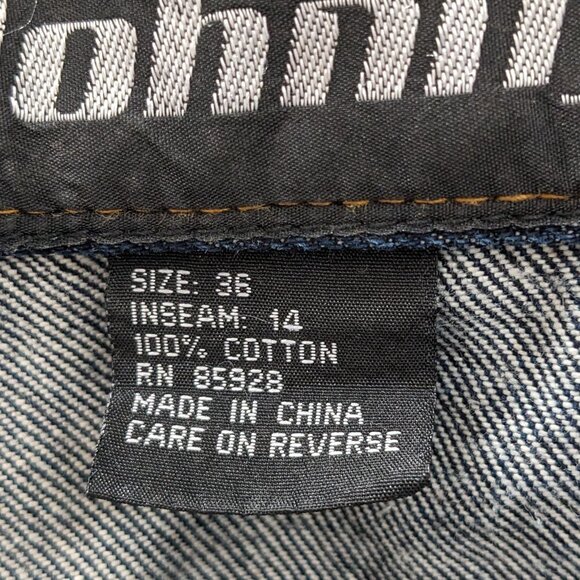 SIZE: 36
INSEAM: 14
100% COTTON
RN 85928
MADE IN CHINA
CARE ON REVERSE